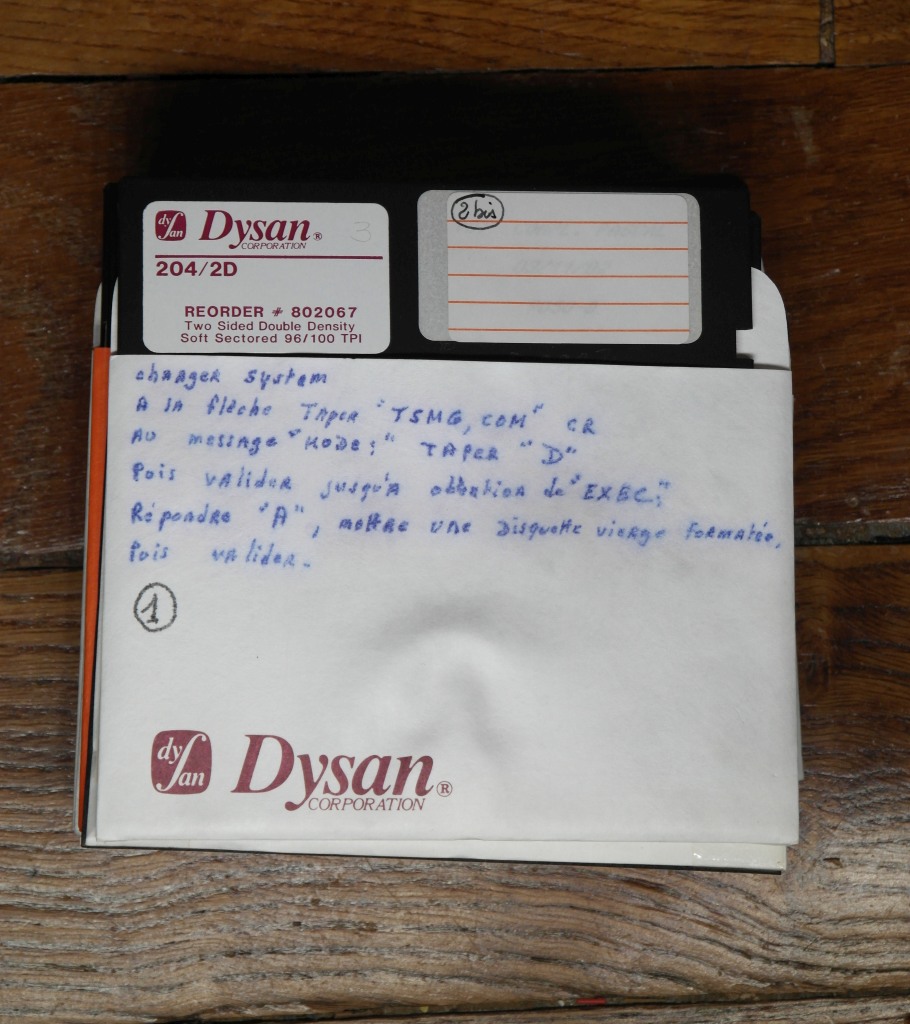 dy
san
Dysan®
CORPORATION
3
204/2D
REORDER # 802067
Two Sided Double Density
Soft Sectored 96/100 TPI
2 bis
changer system
A la flèche Taper "TSMG,COM" CR
AU message "MODE:" TAPER "D"
Puis valider jusqu'a obtention de "EXEC:"
Répondre "A", mettre une Disquette vierge formatée,
Puis valider.
1
dy
san
Dysan®
CORPORATION